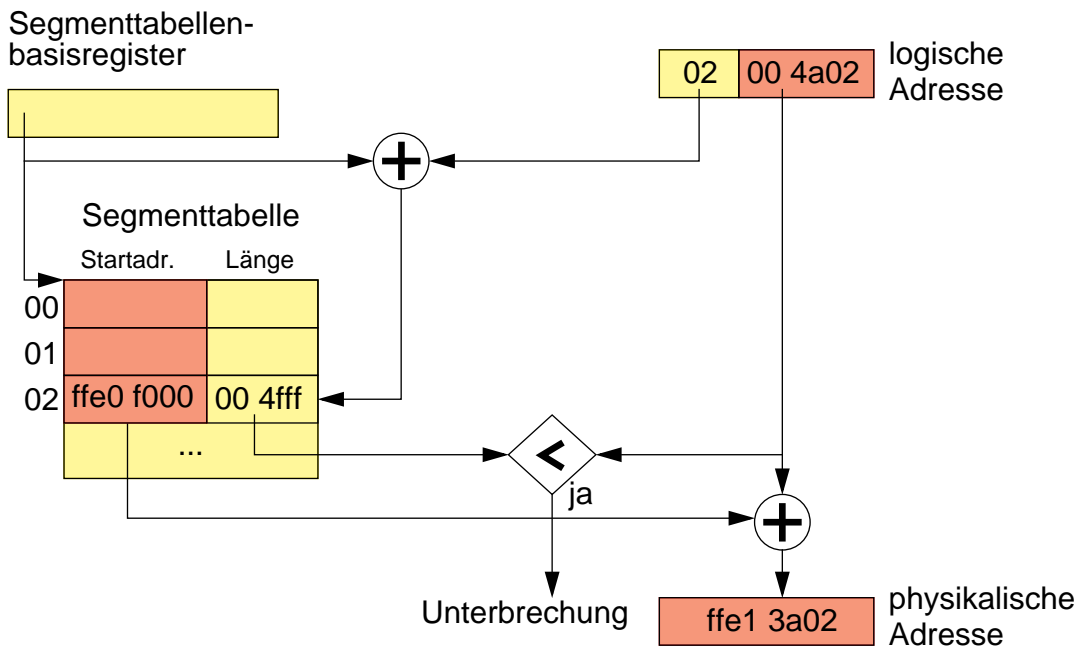 Segmenttabellen-
basisregister
logische
Adresse
02 00 4a02
+
Segmenttabelle
Startadr. Länge
00
01
02 ffe0 f000 00 4fff
...
<
ja
+
Unterbrechung
ffe1 3a02
physikalische
Adresse